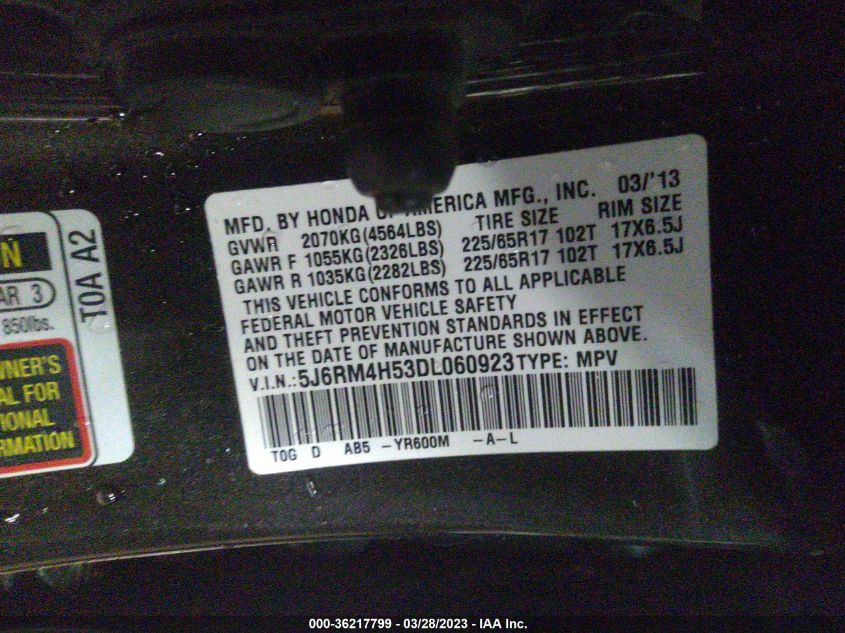 N
AR 3
850lbs.
WNER'S
AL FOR
TIONAL
RMATION
T0A A2
MFD. BY HONDA OF AMERICA MFG., INC. 03/'13
GVWR 2070KG(4564LBS) TIRE SIZE RIM SIZE
GAWR F 1055KG(2326LBS) 225/65R17 102T 17X6.5J
GAWR R 1035KG(2282LBS) 225/65R17 102T 17X6.5J
THIS VEHICLE CONFORMS TO ALL APPLICABLE
FEDERAL MOTOR VEHICLE SAFETY
AND THEFT PREVENTION STANDARDS IN EFFECT
ON THE DATE OF MANUFACTURE SHOWN ABOVE.
V.I.N.:5J6RM4H53DL060923 TYPE: MPV
T0G D AB5 -YR600M -A-L
000-36217799 - 03/28/2023 - IAA Inc.